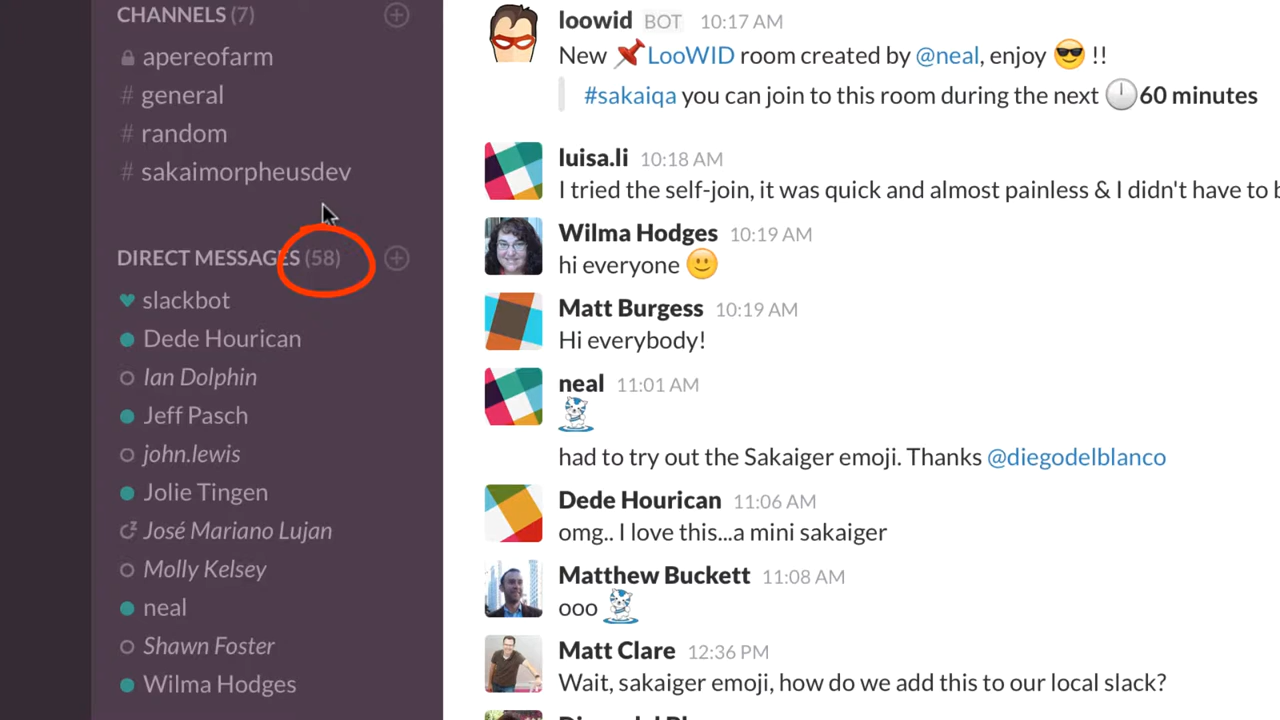 CHANNELS (7)
apereofarm
# general
# random
# sakaimorpheusdev
DIRECT MESSAGES (58)
slackbot
Dede Hourican
Ian Dolphin
Jeff Pasch
john.lewis
Jolie Tingen
José Mariano Lujan
Molly Kelsey
neal
Shawn Foster
Wilma Hodges
loowid BOT 10:17 AM
New 📌LooWID room created by @neal, enjoy 😎 !!
#sakaiqa you can join to this room during the next 🕛60 minutes
luisa.li 10:18 AM
I tried the self-join, it was quick and almost painless & I didn't have to
Wilma Hodges 10:19 AM
hi everyone 🙂
Matt Burgess 10:19 AM
Hi everybody!
neal 11:01 AM
had to try out the Sakaiger emoji. Thanks @diegodelblanco
Dede Hourican 11:06 AM
omg.. I love this...a mini sakaiger
Matthew Buckett 11:08 AM
ooo
Matt Clare 12:36 PM
Wait, sakaiger emoji, how do we add this to our local slack?